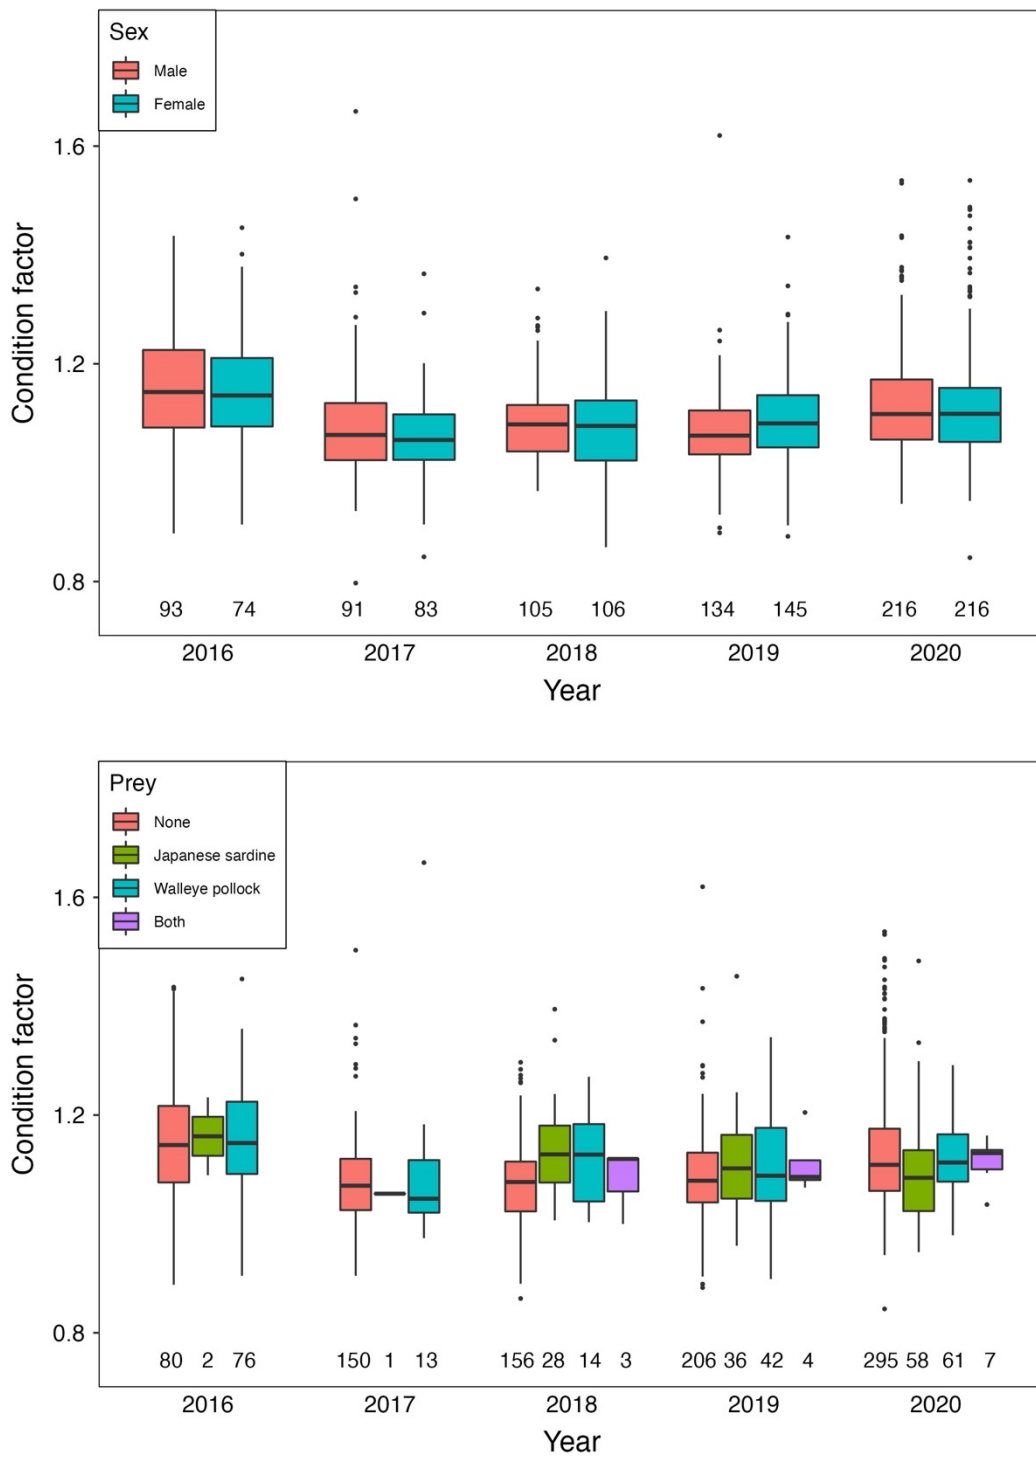 Sex
Male
Female
Condition factor
1.6
1.2
0.8
93 74 91 83 105 106 134 145 216 216
2016 2017 2018 2019 2020
Year
Prey
None
Japanese sardine
Walleye pollock
Both
Condition factor
1.6
1.2
0.8
80 2 76 150 1 13 156 28 14 3 206 36 42 4 295 58 61 7
2016 2017 2018 2019 2020
Year